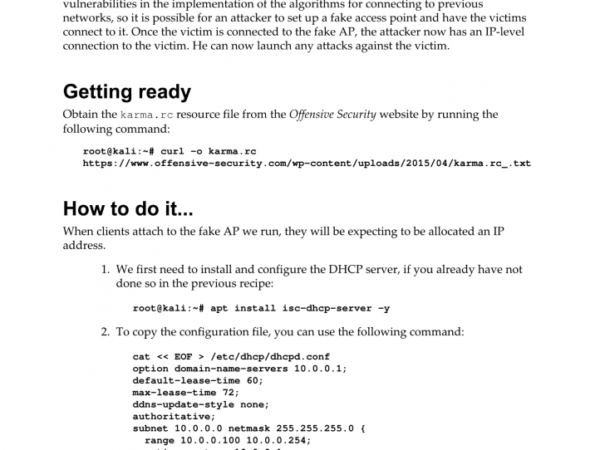 vulnerabilities in the implementation of the algorithms for connecting to previous
networks, so it is possible for an attacker to set up a fake access point and have the victims
connect to it. Once the victim is connected to the fake AP, the attacker now has an IP-level
connection to the victim. He can now launch any attacks against the victim.
Getting ready
Obtain the karma.rc resource file from the Offensive Security website by running the
following command:
root@kali:~# curl -o karma.rc
https://www.offensive-security.com/wp-content/uploads/2015/04/karma.rc_.txt
How to do it...
When clients attach to the fake AP we run, they will be expecting to be allocated an IP
address.
1. We first need to install and configure the DHCP server, if you already have not
done so in the previous recipe:
root@kali:~# apt install isc-dhcp-server -y
2. To copy the configuration file, you can use the following command:
cat << EOF > /etc/dhcp/dhcpd.conf
option domain-name-servers 10.0.0.1;
default-lease-time 60;
max-lease-time 72;
ddns-update-style none;
authoritative;
subnet 10.0.0.0 netmask 255.255.255.0 {
range 10.0.0.100 10.0.0.254;